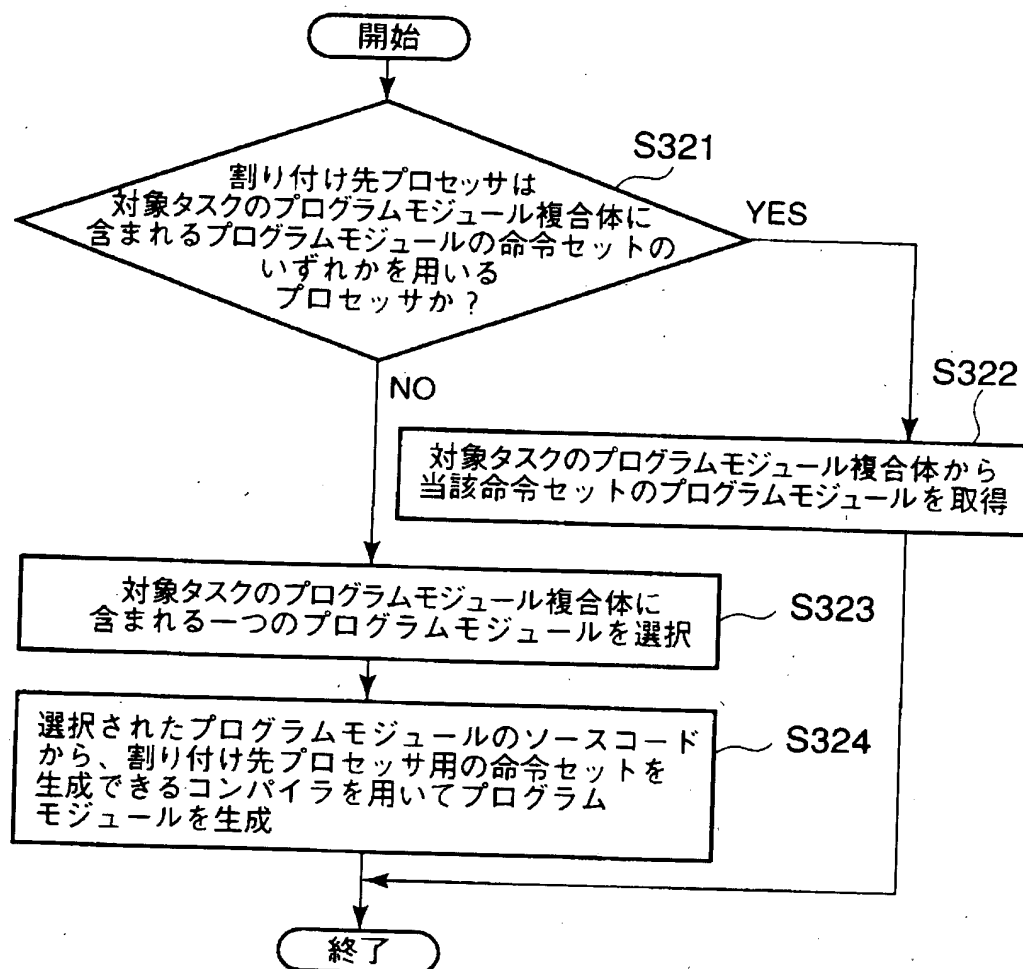 開始
S321
割り付け先プロセッサは
対象タスクのプログラムモジュール複合体に
含まれるプログラムモジュールの命令セットの
いずれかを用いる
プロセッサか?
YES
NO
S322
対象タスクのプログラムモジュール複合体から
当該命令セットのプログラムモジュールを取得
対象タスクのプログラムモジュール複合体に
含まれる一つのプログラムモジュールを選択
S323
選択されたプログラムモジュールのソースコード
から、割り付け先プロセッサ用の命令セットを
生成できるコンパイラを用いてプログラム
モジュールを生成
S324
終了